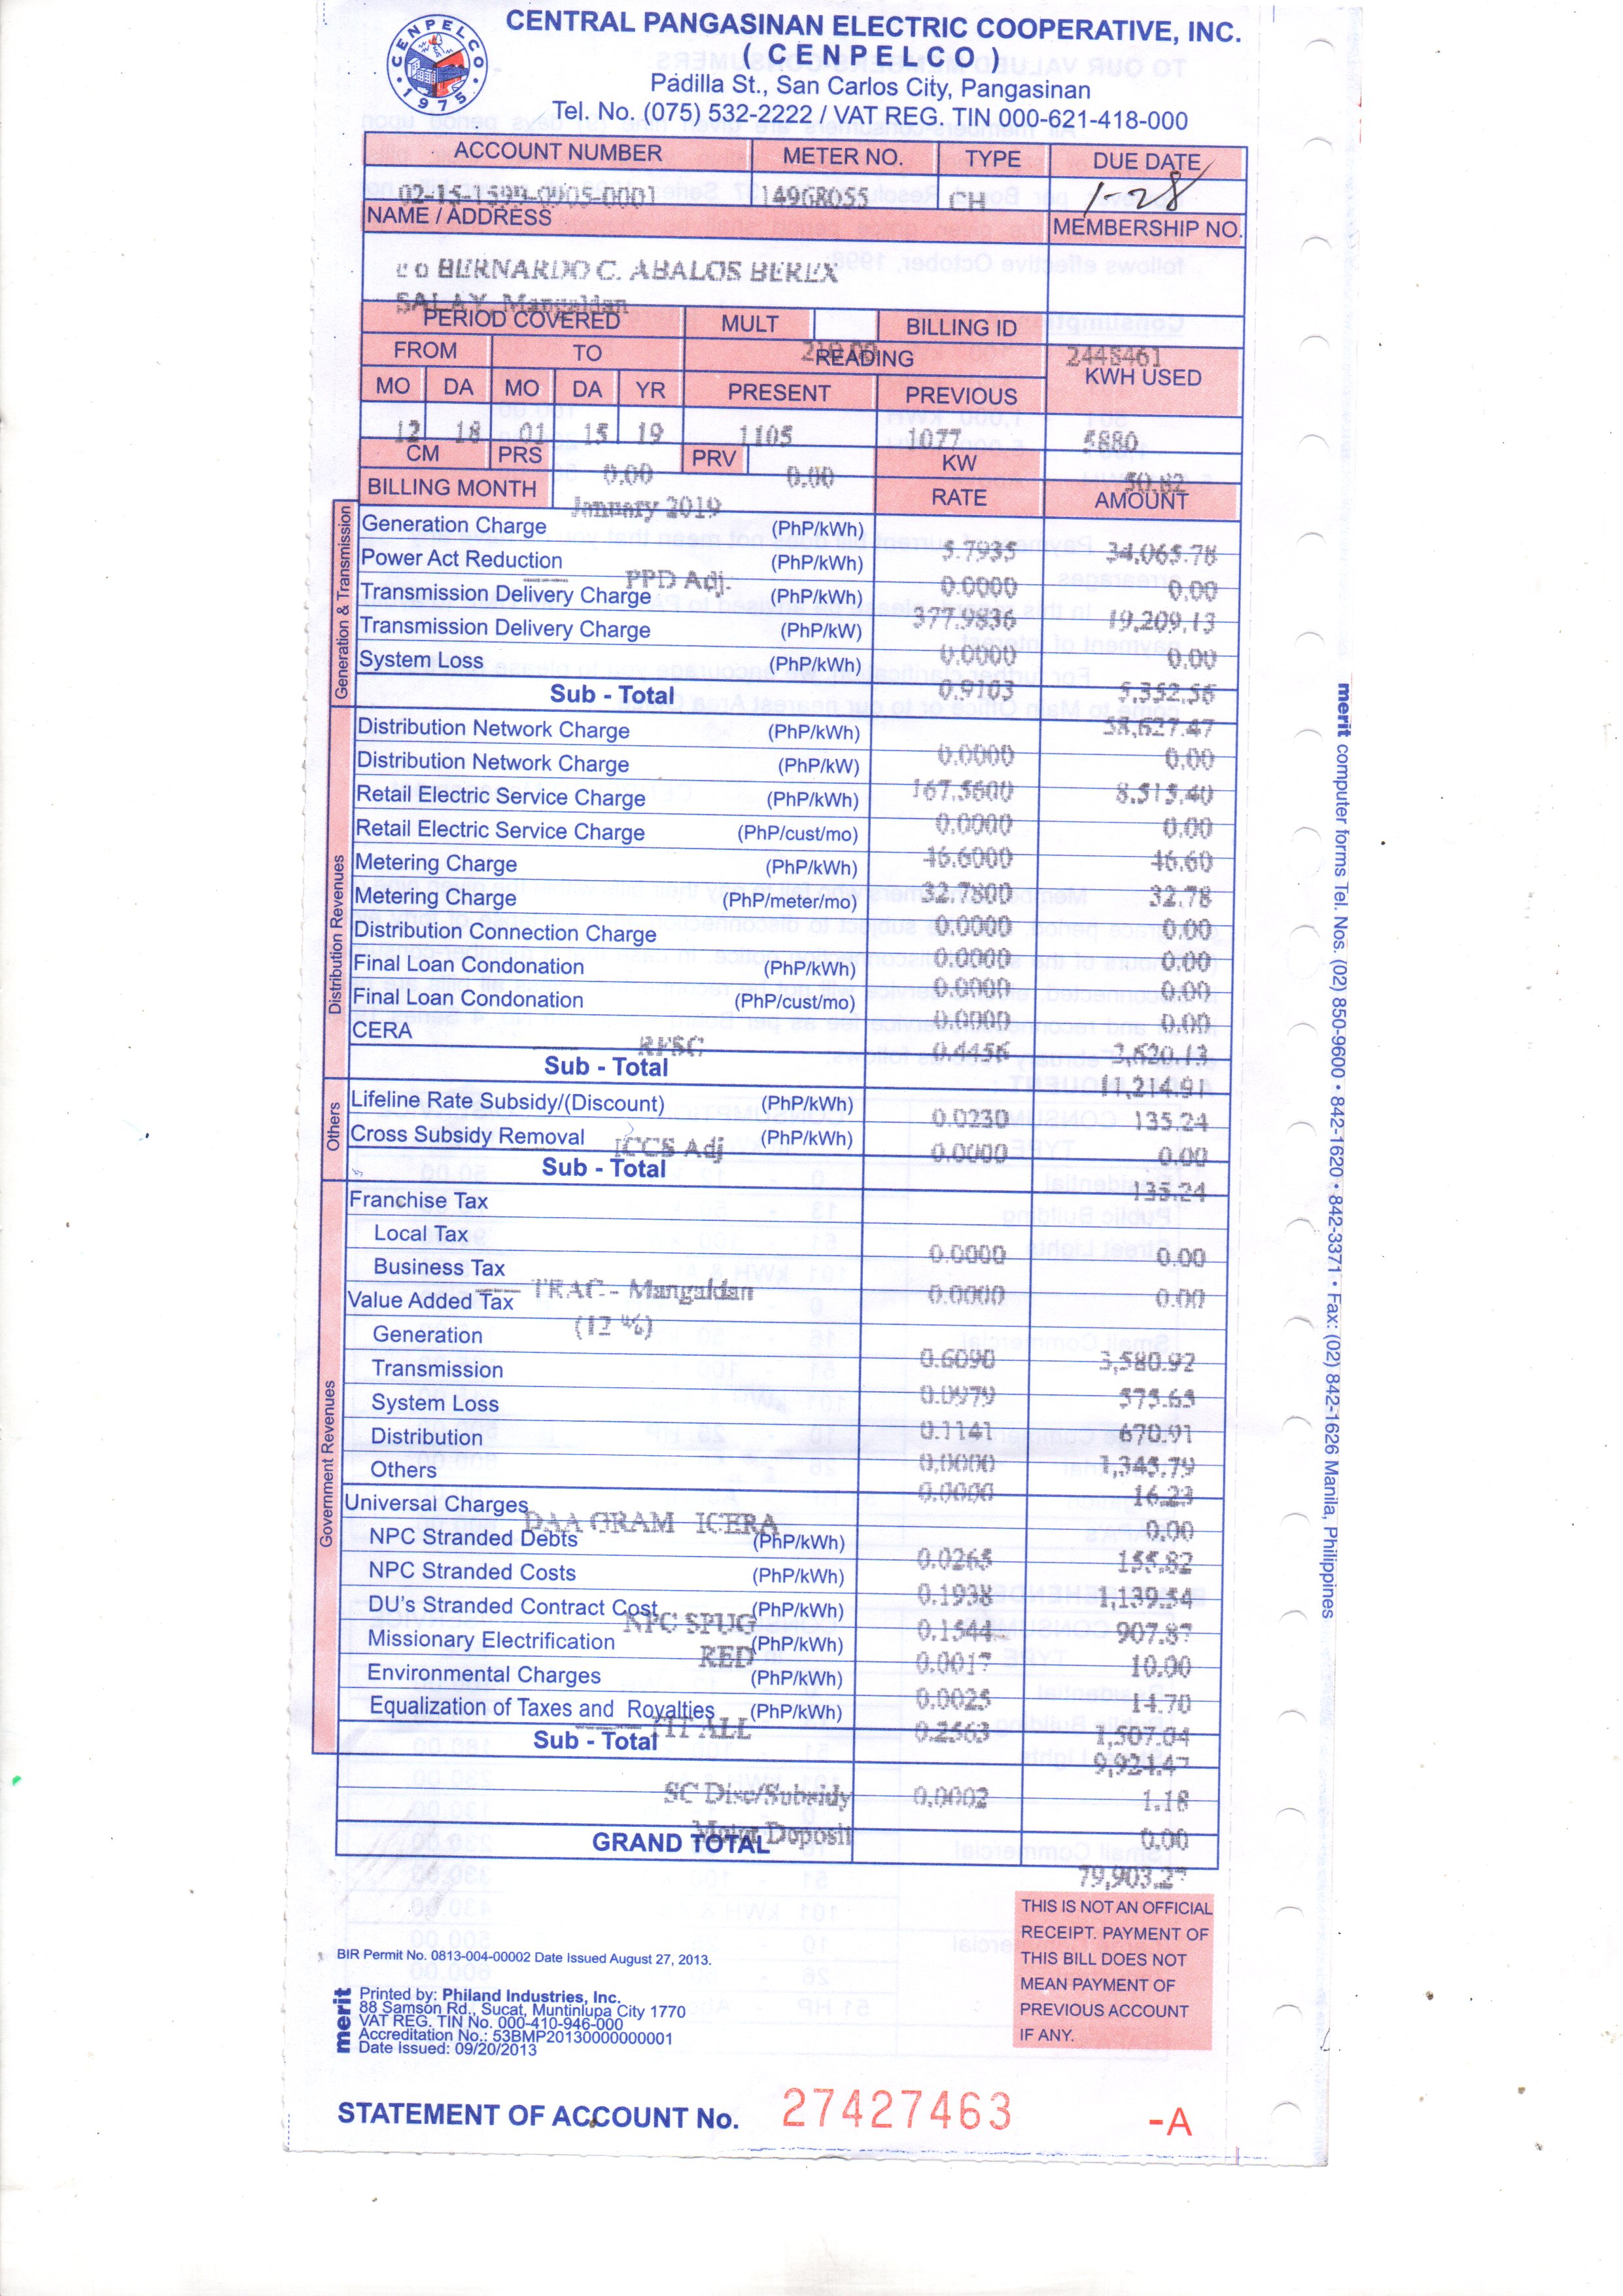 CENTRAL PANGASINAN ELECTRIC COOPERATIVE, INC.
( C E N P E L C O )
Padilla St., San Carlos City, Pangasinan
Tel. No. (075) 532-2222 / VAT REG. TIN 000-621-418-000
CENPELCO 1975
ACCOUNT NUMBER METER NO. TYPE DUE DATE
02-15-1599-0903-0001 14968055 CH 1-28
NAME / ADDRESS MEMBERSHIP NO.
c o BERNARDO C. ABALOS BEREX
SALAY, Mangaldan
PERIOD COVERED MULT BILLING ID
210.00 2448461
FROM TO READING KWH USED
MO DA MO DA YR PRESENT PREVIOUS
12 18 01 15 19 1105 1077 5880
CM PRS PRV KW
0.00 0.00 50.82
BILLING MONTH RATE AMOUNT
January 2019
Generation & Transmission
Generation Charge (PhP/kWh)
5.7935 34,065.78
Power Act Reduction (PhP/kWh)
PPD Adj. 0.0000 0.00
Transmission Delivery Charge (PhP/kWh)
377.9836 19,209.13
Transmission Delivery Charge (PhP/kW)
0.0000 0.00
System Loss (PhP/kWh)
0.9103 5,352.56
Sub - Total
58,627.47
Distribution Revenues
Distribution Network Charge (PhP/kWh)
0.0000 0.00
Distribution Network Charge (PhP/kW)
167.5600 8,515.40
Retail Electric Service Charge (PhP/kWh)
0.0000 0.00
Retail Electric Service Charge (PhP/cust/mo)
46.6000 46.60
Metering Charge (PhP/kWh)
32.7800 32.78
Metering Charge (PhP/meter/mo)
0.0000 0.00
Distribution Connection Charge
0.0000 0.00
Final Loan Condonation (PhP/kWh)
0.0000 0.00
Final Loan Condonation (PhP/cust/mo)
0.0000 0.00
CERA
RFSC 0.4456 2,620.13
Sub - Total
11,214.91
Others
Lifeline Rate Subsidy/(Discount) (PhP/kWh)
0.0230 135.24
Cross Subsidy Removal (PhP/kWh)
ICCS Adj 0.0000 0.00
Sub - Total
135.24
Government Revenues
Franchise Tax
Local Tax
0.0000 0.00
Business Tax
TRAC - Mangaldan 0.0000 0.00
Value Added Tax
(12 %)
Generation
0.6090 3,580.92
Transmission
0.0979 575.65
System Loss
0.1141 670.91
Distribution
0.0000 1,345.79
Others
0.0000 16.23
Universal Charges
DAA GRAM ICERA 0.00
NPC Stranded Debts (PhP/kWh)
0.0265 155.82
NPC Stranded Costs (PhP/kWh)
0.1938 1,139.54
DU's Stranded Contract Cost (PhP/kWh)
NPC SPUG 0.1544 907.87
Missionary Electrification (PhP/kWh)
RED 0.0017 10.00
Environmental Charges (PhP/kWh)
0.0025 14.70
Equalization of Taxes and Royalties (PhP/kWh)
FIT ALL 0.2563 1,507.04
Sub - Total
9,924.47
SC Disc/Subsidy 0.0002 1.18
Deposit 0.00
GRAND TOTAL
79,903.27
THIS IS NOT AN OFFICIAL
RECEIPT. PAYMENT OF
THIS BILL DOES NOT
MEAN PAYMENT OF
PREVIOUS ACCOUNT
IF ANY.
BIR Permit No. 0813-004-00002 Date Issued August 27, 2013.
merit
Printed by: Philand Industries, Inc.
88 Samson Rd., Sucat, Muntinlupa City 1770
VAT REG. TIN No. 000-410-946-000
Accreditation No.: 53BMP20130000000001
Date Issued: 09/20/2013
STATEMENT OF ACCOUNT No. 27427463 -A
merit computer forms Tel. Nos. (02) 850-9600 • 842-1620 • 842-3371 • Fax: (02) 842-1626 Manila, Philippines